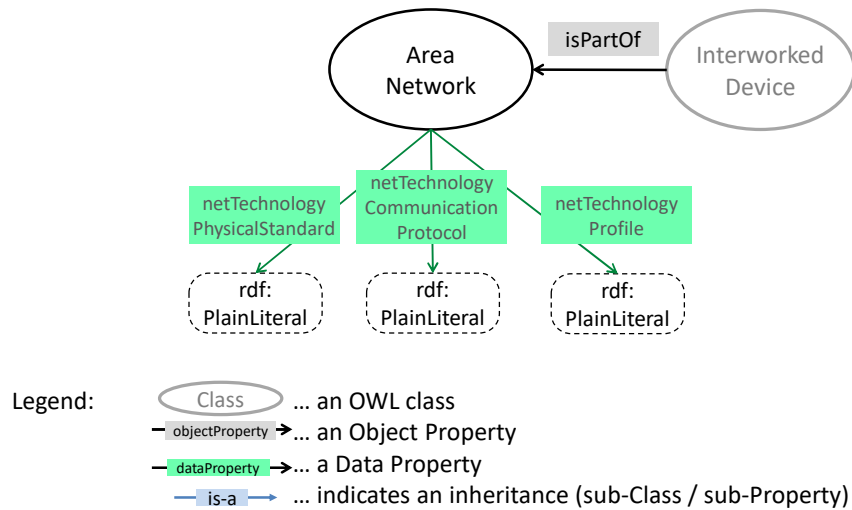 isPartOf
Area
Network
Interworked
Device
netTechnology
PhysicalStandard
netTechnology
Communication
Protocol
netTechnology
Profile
rdf:
PlainLiteral
rdf:
PlainLiteral
rdf:
PlainLiteral
Legend:
Class ... an OWL class
objectProperty ... an Object Property
dataProperty ... a Data Property
is-a ... indicates an inheritance (sub-Class / sub-Property)